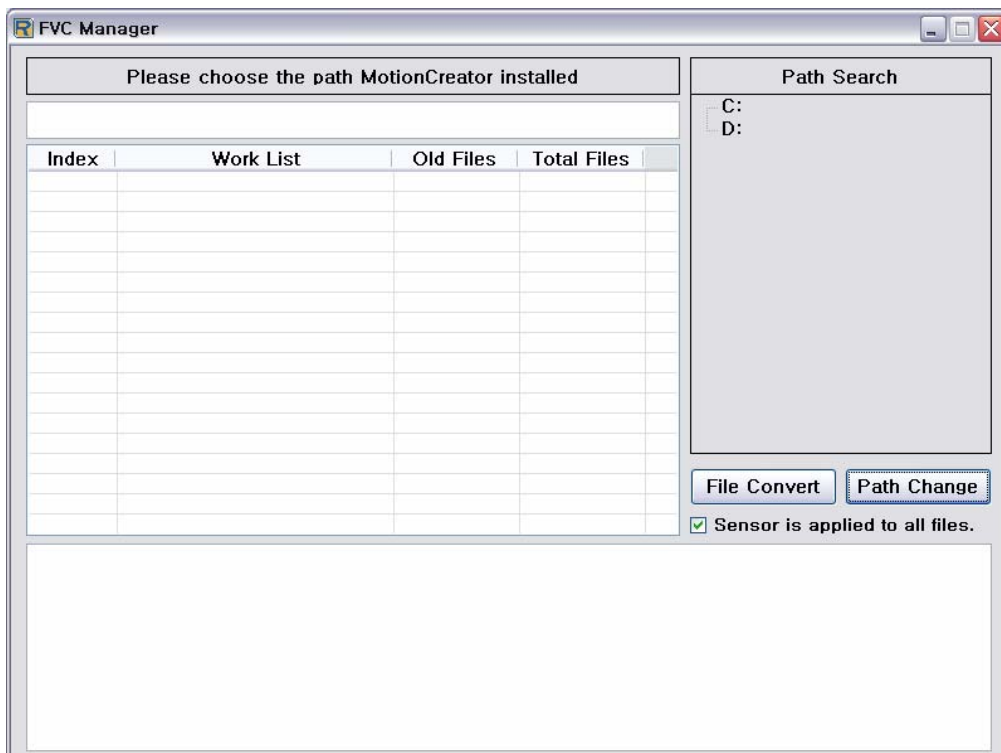 FVC Manager
Please choose the path MotionCreator installed
Path Search
C:
D:
Index Work List Old Files Total Files
File Convert Path Change
Sensor is applied to all files.